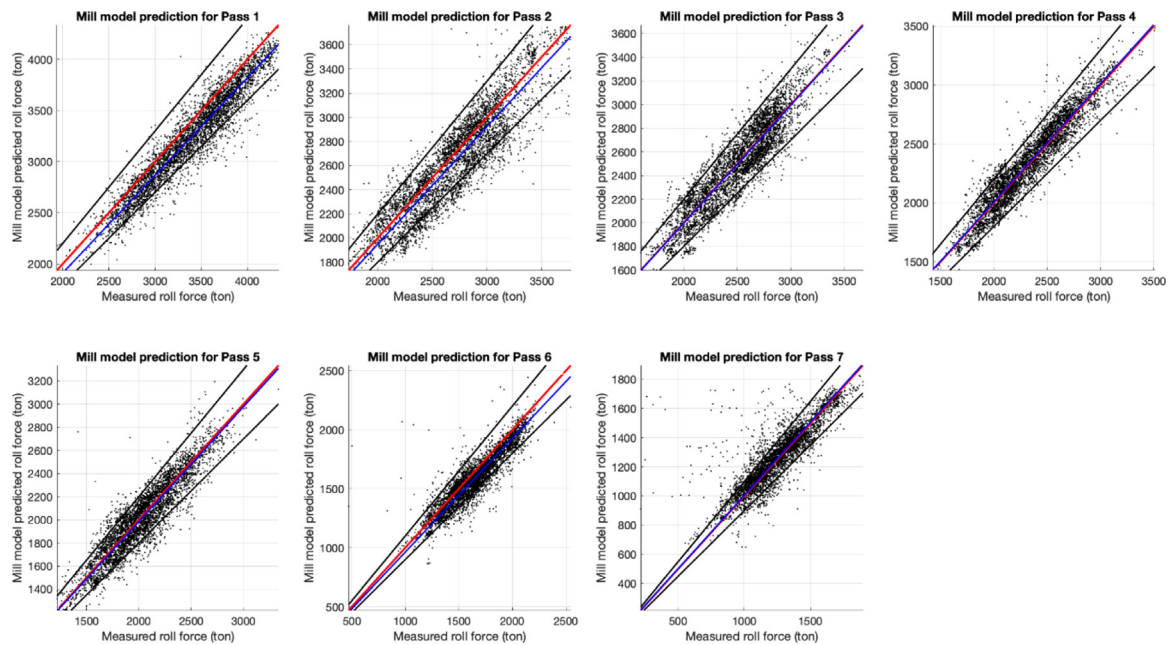 Mill model prediction for Pass 1
Mill model predicted roll force (ton)
4000
3500
3000
2500
2000
2000 2500 3000 3500 4000
Measured roll force (ton)
Mill model prediction for Pass 2
Mill model predicted roll force (ton)
3600
3400
3200
3000
2800
2600
2400
2200
2000
1800
2000 2500 3000 3500
Measured roll force (ton)
Mill model prediction for Pass 3
Mill model predicted roll force (ton)
3600
3400
3200
3000
2800
2600
2400
2200
2000
1800
1600
2000 2500 3000 3500
Measured roll force (ton)
Mill model prediction for Pass 4
Mill model predicted roll force (ton)
3500
3000
2500
2000
1500
1500 2000 2500 3000 3500
Measured roll force (ton)
Mill model prediction for Pass 5
Mill model predicted roll force (ton)
3200
3000
2800
2600
2400
2200
2000
1800
1600
1400
1500 2000 2500 3000
Measured roll force (ton)
Mill model prediction for Pass 6
Mill model predicted roll force (ton)
2500
2000
1500
1000
500
500 1000 1500 2000 2500
Measured roll force (ton)
Mill model prediction for Pass 7
Mill model predicted roll force (ton)
1800
1600
1400
1200
1000
800
600
400
500 1000 1500
Measured roll force (ton)